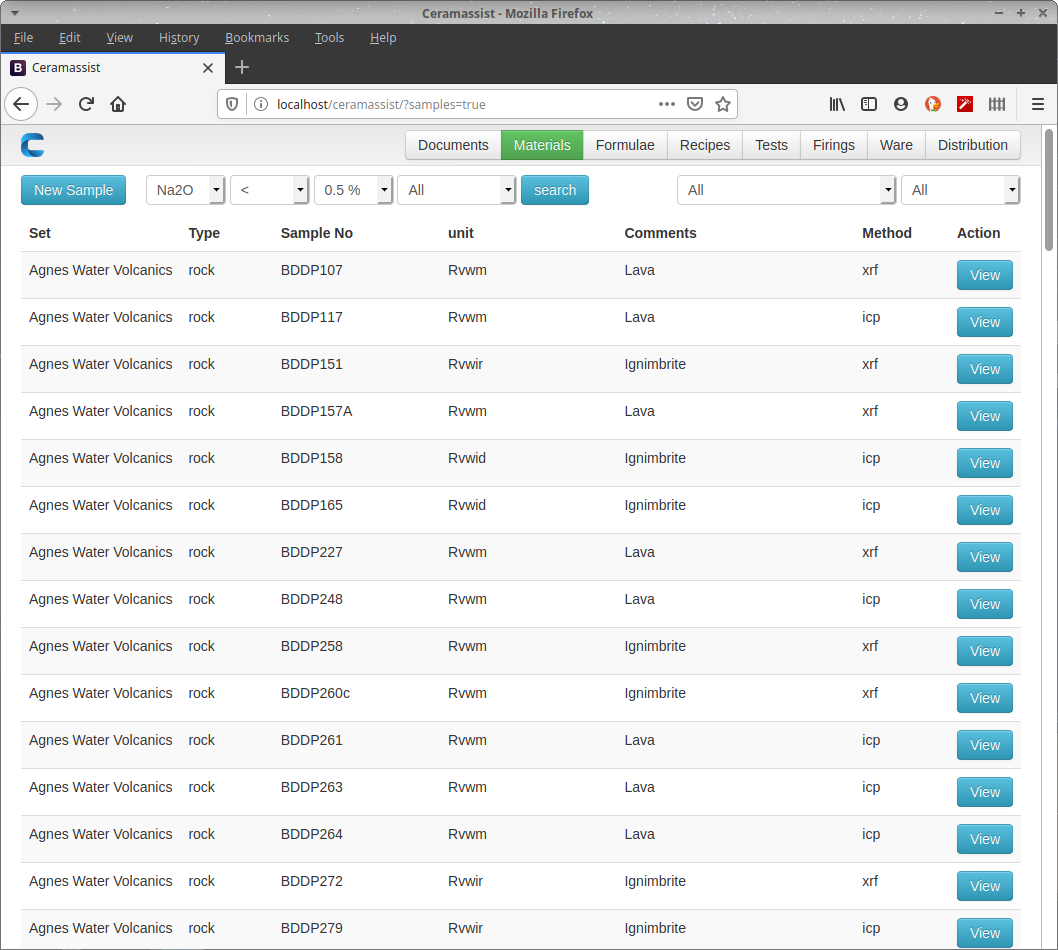 Ceramassist - Mozilla Firefox
File Edit View History Bookmarks Tools Help
B Ceramassist
localhost/ceramassist/?samples=true
Documents Materials Formulae Recipes Tests Firings Ware Distribution
New Sample Na2O < 0.5 % All search All All
Set Type Sample No unit Comments Method Action
Agnes Water Volcanics rock BDDP107 Rvwm Lava xrf View
Agnes Water Volcanics rock BDDP117 Rvwm Lava icp View
Agnes Water Volcanics rock BDDP151 Rvwir Ignimbrite xrf View
Agnes Water Volcanics rock BDDP157A Rvwm Lava xrf View
Agnes Water Volcanics rock BDDP158 Rvwid Ignimbrite icp View
Agnes Water Volcanics rock BDDP165 Rvwid Ignimbrite icp View
Agnes Water Volcanics rock BDDP227 Rvwm Lava xrf View
Agnes Water Volcanics rock BDDP248 Rvwm Lava icp View
Agnes Water Volcanics rock BDDP258 Rvwm Ignimbrite xrf View
Agnes Water Volcanics rock BDDP260c Rvwm Ignimbrite xrf View
Agnes Water Volcanics rock BDDP261 Rvwm Lava icp View
Agnes Water Volcanics rock BDDP263 Rvwm Lava icp View
Agnes Water Volcanics rock BDDP264 Rvwm Lava icp View
Agnes Water Volcanics rock BDDP272 Rvwir Ignimbrite xrf View
Agnes Water Volcanics rock BDDP279 Rvwir Ignimbrite icp View